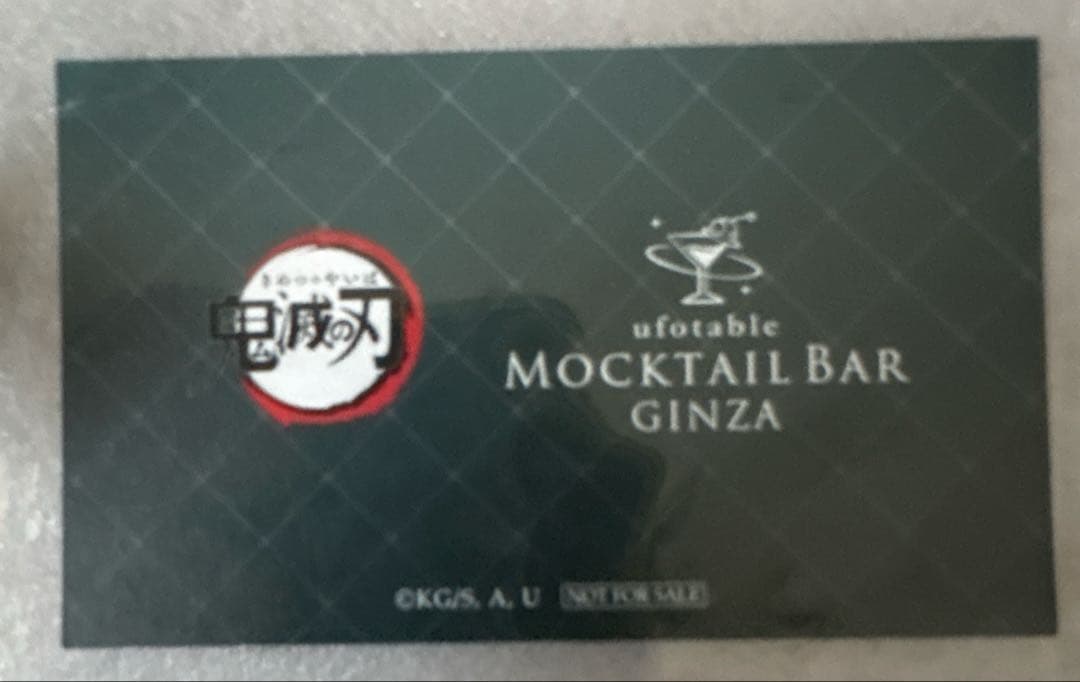 きめつのやいば
鬼滅の刃
ufotable
MOCKTAIL BAR
GINZA
©KG/S, A, U NOT FOR SALE